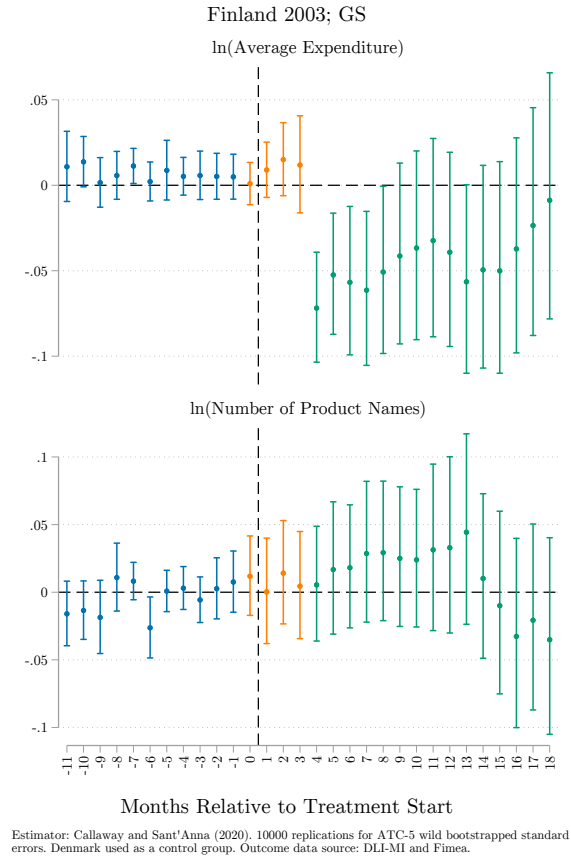 Finland 2003; GS
ln(Average Expenditure)
.05
0
-.05
-.1
ln(Number of Product Names)
.1
.05
0
-.05
-.1
-11 -10 -9 -8 -7 -6 -5 -4 -3 -2 -1 0 1 2 3 4 5 6 7 8 9 10 11 12 13 14 15 16 17 18
Months Relative to Treatment Start
Estimator: Callaway and Sant'Anna (2020). 10000 replications for ATC-5 wild bootstrapped standard
errors. Denmark used as a control group. Outcome data source: DLI-MI and Fimea.